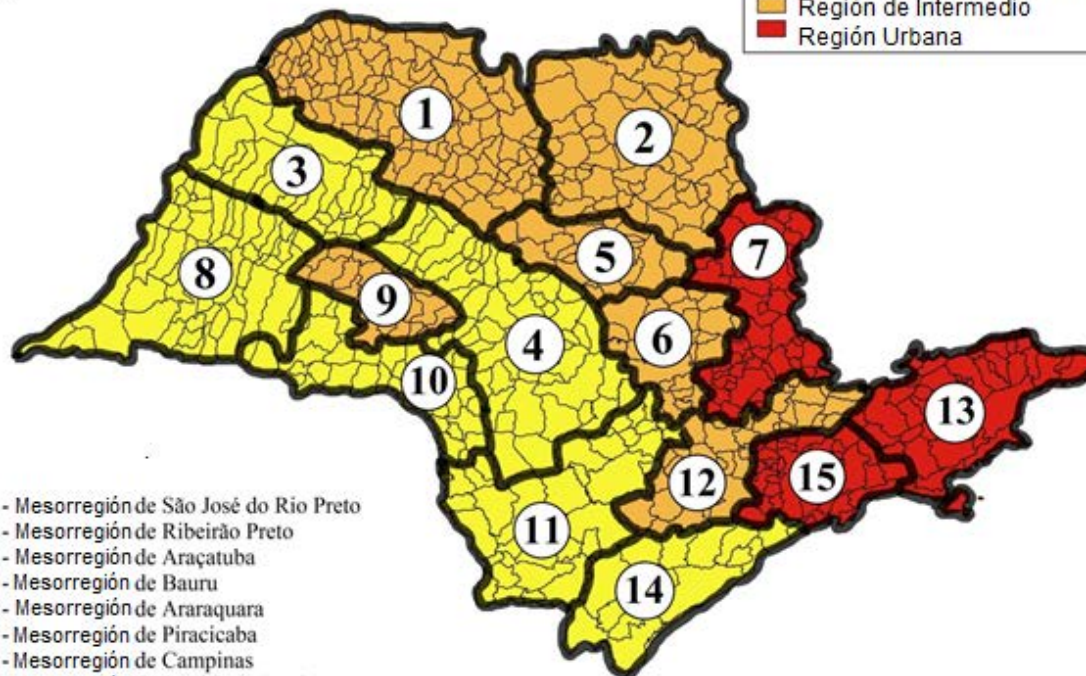 Región de Intermedio
Región Urbana
1
2
3
7
5
8
9
6
4
10
13
12
15
11
14
- Mesorregión de São José do Rio Preto
- Mesorregión de Ribeirão Preto
- Mesorregión de Araçatuba
- Mesorregión de Bauru
- Mesorregión de Araraquara
- Mesorregión de Piracicaba
- Mesorregión de Campinas